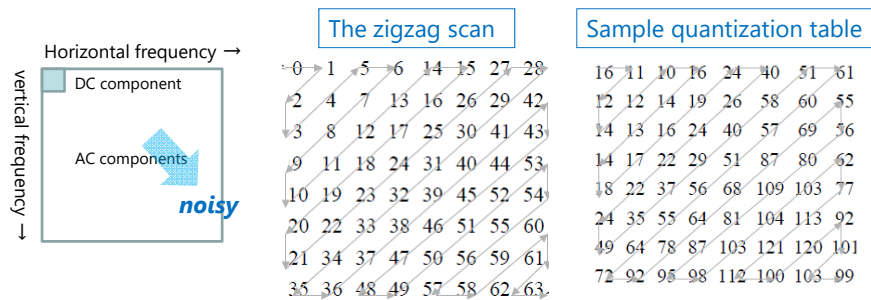 Horizontal frequency →
vertical frequency →
DC component
AC components
noisy
The zigzag scan
0 1 5 6 14 15 27 28
2 4 7 13 16 26 29 42
3 8 12 17 25 30 41 43
9 11 18 24 31 40 44 53
10 19 23 32 39 45 52 54
20 22 33 38 46 51 55 60
21 34 37 47 50 56 59 61
35 36 48 49 57 58 62 63
Sample quantization table
16 11 10 16 24 40 51 61
12 12 14 19 26 58 60 55
14 13 16 24 40 57 69 56
14 17 22 29 51 87 80 62
18 22 37 56 68 109 103 77
24 35 55 64 81 104 113 92
49 64 78 87 103 121 120 101
72 92 95 98 112 100 103 99